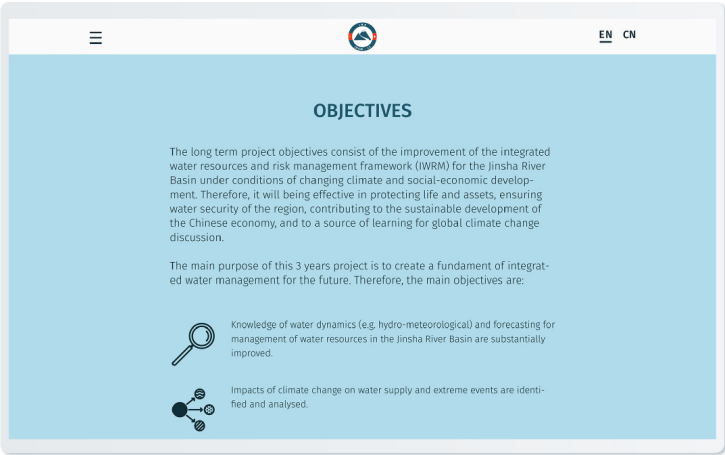 EN CN
OBJECTIVES
The long term project objectives consist of the improvement of the integrated
water resources and risk management framework (IWRM) for the Jinsha River
Basin under conditions of changing climate and social-economic develop-
ment. Therefore, it will being effective in protecting life and assets, ensuring
water security of the region, contributing to the sustainable development of
the Chinese economy, and to a source of learning for global climate change
discussion.
The main purpose of this 3 years project is to create a fundament of integrat-
ed water management for the future. Therefore, the main objectives are:
Knowledge of water dynamics (e.g. hydro-meteorological) and forecasting for
management of water resources in the Jinsha River Basin are substantially
improved.
Impacts of climate change on water supply and extreme events are identi-
fied and analysed.